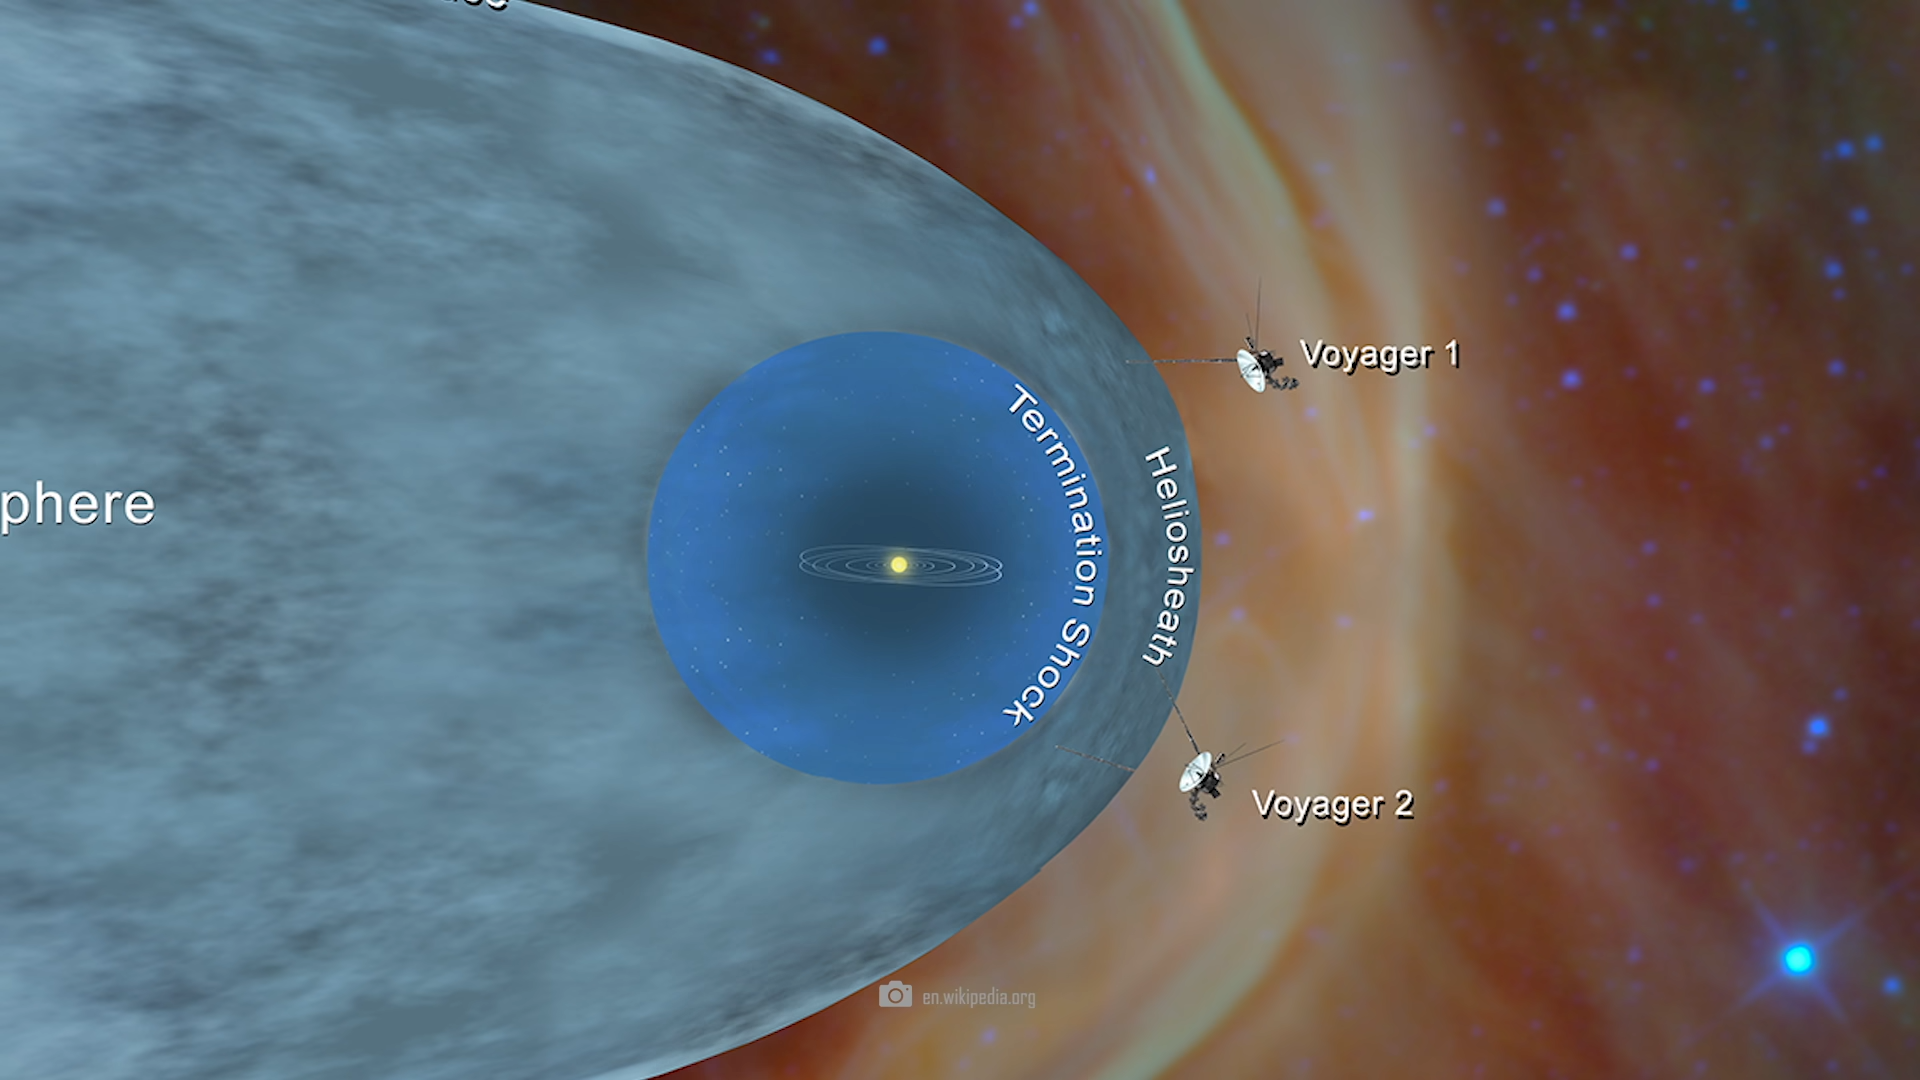 Voyager 1
Termination Shock
Heliosheath
phere
Voyager 2
en.wikipedia.org